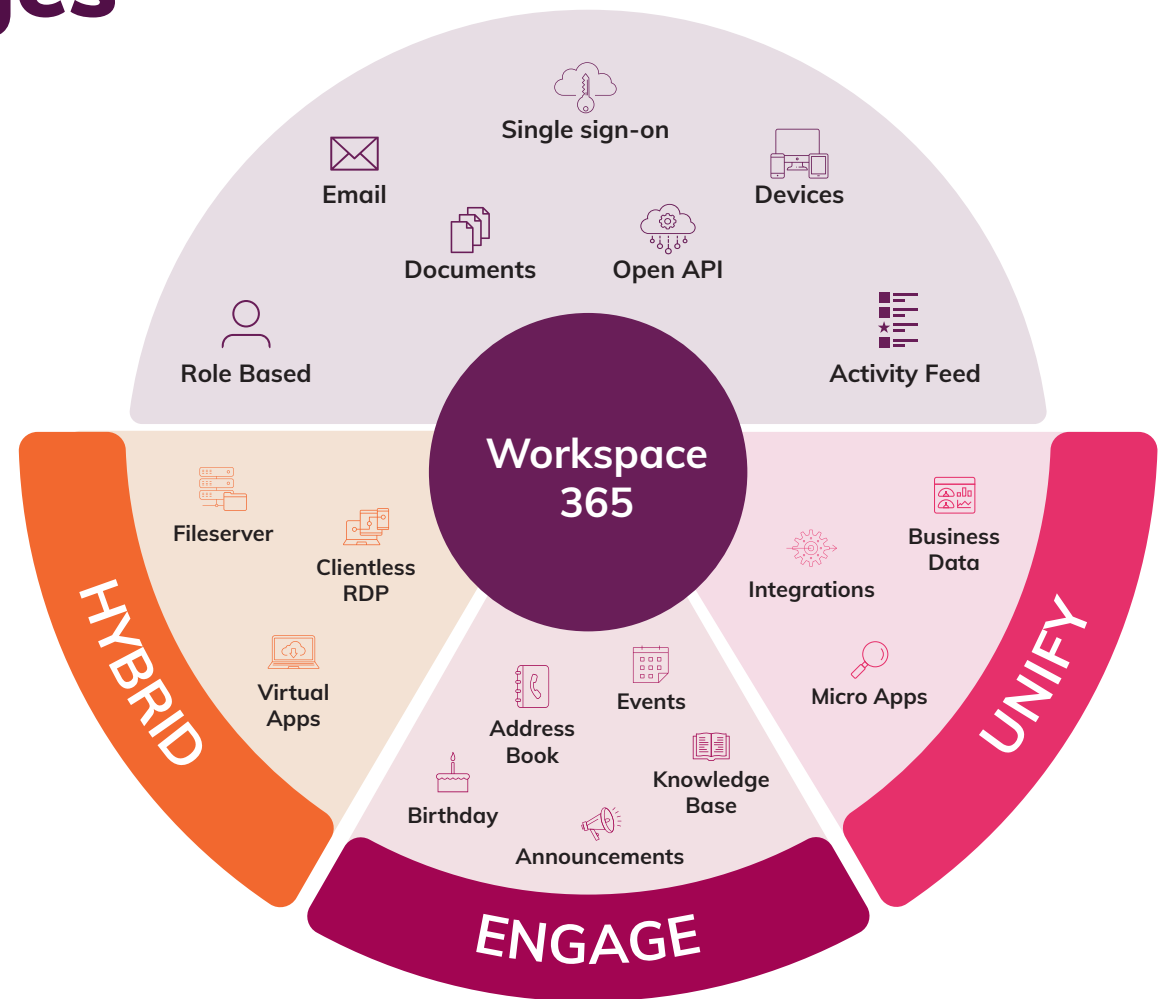 Single sign-on
Email
Devices
Documents
Open API
Role Based
Activity Feed
Workspace
365
HYBRID
Fileserver
Clientless
RDP
Virtual
Apps
ENGAGE
Address
Book
Events
Birthday
Knowledge
Base
Announcements
UNIFY
Business
Data
Integrations
Micro Apps